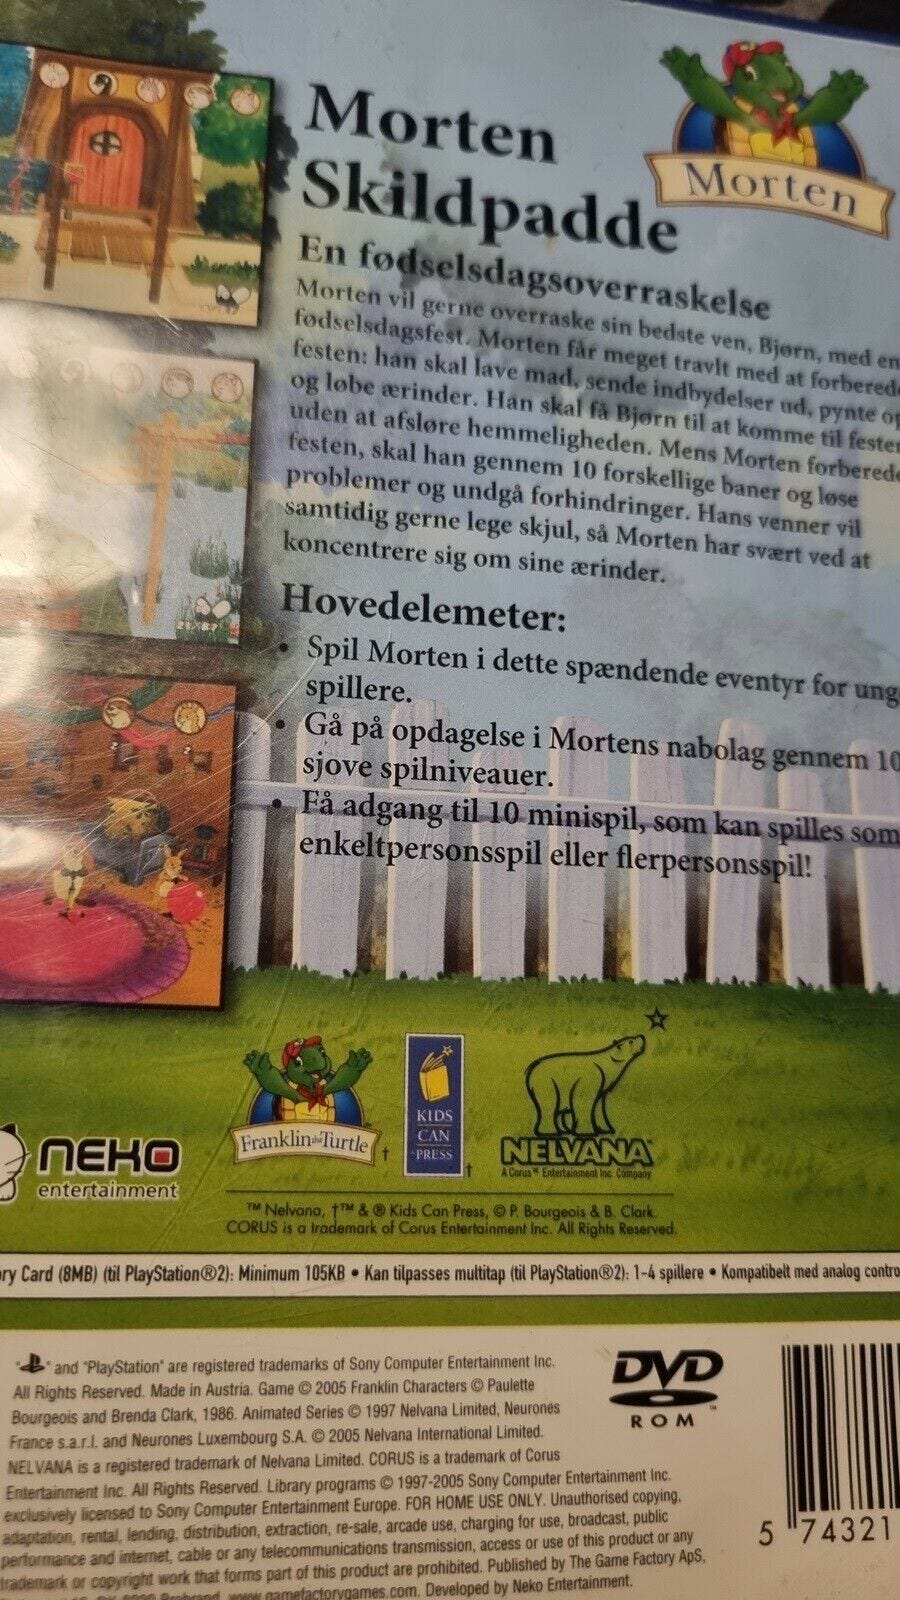 Morten
Morten
Skildpadde
En fødselsdagsoverraskelse
Morten vil gerne overraske sin bedste ven, Bjørn, med en
fødselsdagsfest. Morten får meget travlt med at forberede
festen: han skal lave mad, sende indbydelser ud, pynte op
og løbe ærinder. Han skal få Bjørn til at komme til festen
uden at afsløre hemmeligheden. Mens Morten forberede
festen, skal han gennem 10 forskellige baner og løse
problemer og undgå forhindringer. Hans venner vil
samtidig gerne lege skjul, så Morten har svært ved at
koncentrere sig om sine ærinder.
Hovedelemeter:
• Spil Morten i dette spændende eventyr for ung
spillere.
• Gå på opdagelse i Mortens nabolag gennem 10
sjove spilniveauer.
• Få adgang til 10 minispil, som kan spilles som
enkeltpersonsspil eller flerpersonsspil!
NEKO
entertainment
Franklin the Turtle †
KIDS
CAN
PRESS †
NELVANA™
A Corus™ Entertainment Inc. Company
™ Nelvana, †™ & ® Kids Can Press, © P. Bourgeois & B. Clark.
CORUS is a trademark of Corus Entertainment Inc. All Rights Reserved.
ry Card (8MB) (til PlayStation®2): Minimum 105KB • Kan tilpasses multitap (til PlayStation®2): 1-4 spillere • Kompatibelt med analog contro
" " and "PlayStation" are registered trademarks of Sony Computer Entertainment Inc.
All Rights Reserved. Made in Austria. Game © 2005 Franklin Characters © Paulette
Bourgeois and Brenda Clark, 1986. Animated Series © 1997 Nelvana Limited, Neurones
France s.a.r.l. and Neurones Luxembourg S.A. © 2005 Nelvana International Limited.
NELVANA is a registered trademark of Nelvana Limited. CORUS is a trademark of Corus
Entertainment Inc. All Rights Reserved. Library programs © 1997-2005 Sony Computer Entertainment Inc.
exclusively licensed to Sony Computer Entertainment Europe. FOR HOME USE ONLY. Unauthorised copying,
adaptation, rental, lending, distribution, extraction, re-sale, arcade use, charging for use, broadcast, public
performance and internet, cable or any telecommunications transmission, access or use of this product or any
trademark or copyright work that forms part of this product are prohibited. Published by The Game Factory ApS,
www.gamefactorygames.com. Developed by Neko Entertainment.
DVD™
ROM
5 74321